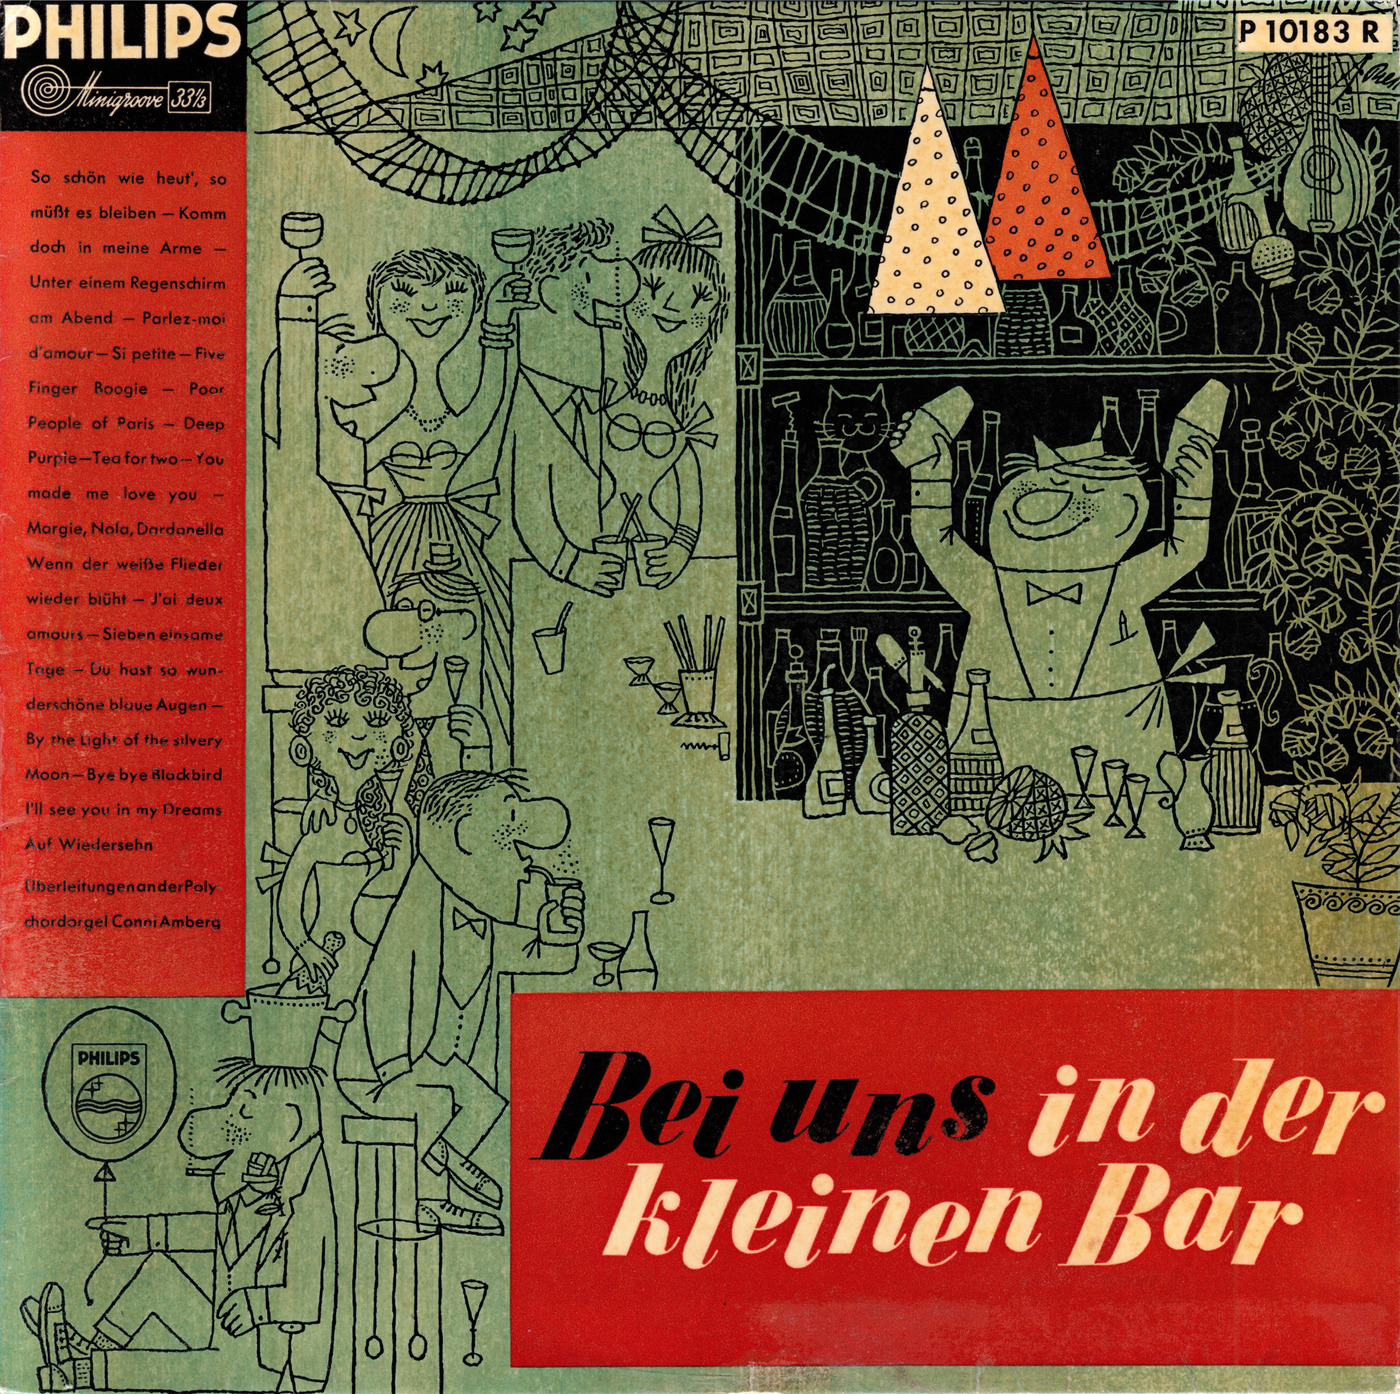 PHILIPS
Minigroove 33⅓
P 10183 R
So schön wie heut', so
müßt es bleiben – Komm
doch in meine Arme –
Unter einem Regenschirm
am Abend – Parlez-moi
d'amour – Si petite – Five
Finger Boogie – Poor
People of Paris – Deep
Purple – Tea for two – You
made me love you –
Margie, Nola, Dardanella
Wenn der weiße Flieder
wieder blüht – J'ai deux
amours – Sieben einsame
Tage – Du hast so wun-
derschöne blaue Augen –
By the Light of the silvery
Moon – Bye bye Blackbird
I'll see you in my Dreams
Auf Wiedersehn
Überleitungen an der Poly
chordorgel Conni Amberg
PHILIPS
Bei uns in der
kleinen Bar